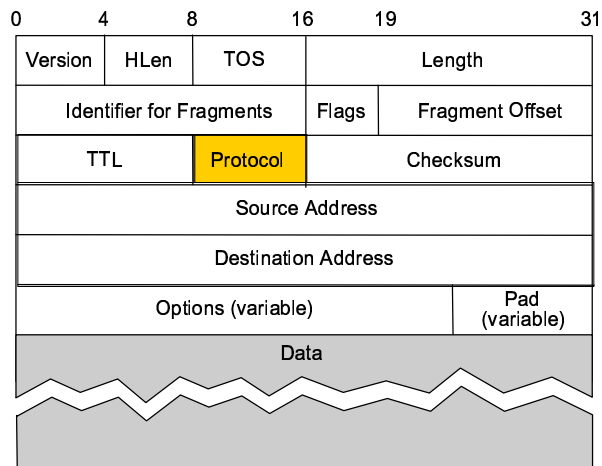 0 4 8 16 19 31
Version HLen TOS Length
Identifier for Fragments Flags Fragment Offset
TTL Protocol Checksum
Source Address
Destination Address
Options (variable) Pad
(variable)
Data